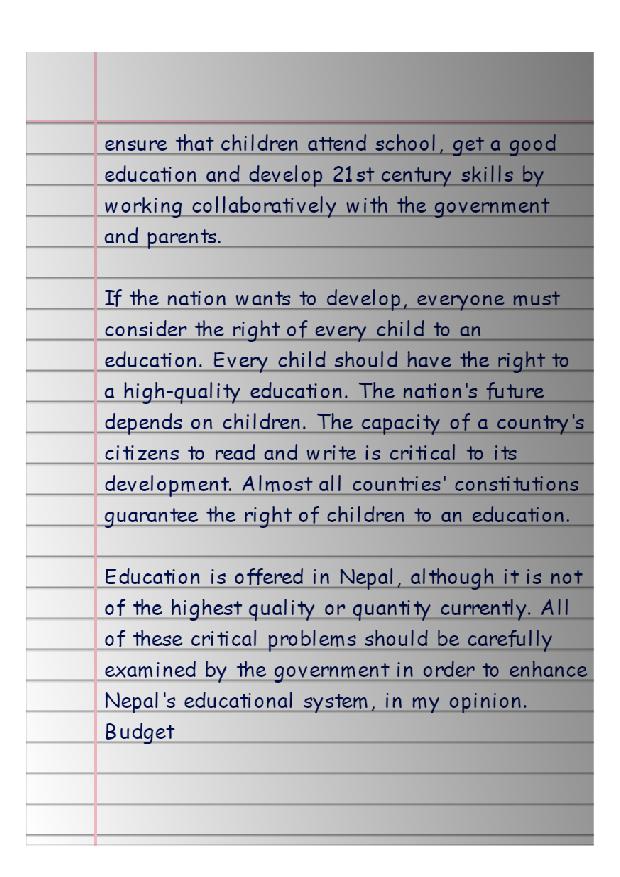 ensure that children attend school, get a good
education and develop 21st century skills by
working collaboratively with the government
and parents.
If the nation wants to develop, everyone must
consider the right of every child to an
education. Every child should have the right to
a high-quality education. The nation's future
depends on children. The capacity of a country's
citizens to read and write is critical to its
development. Almost all countries' constitutions
guarantee the right of children to an education.
Education is offered in Nepal, although it is not
of the highest quality or quantity currently. All
of these critical problems should be carefully
examined by the government in order to enhance
Nepal's educational system, in my opinion.
Budget